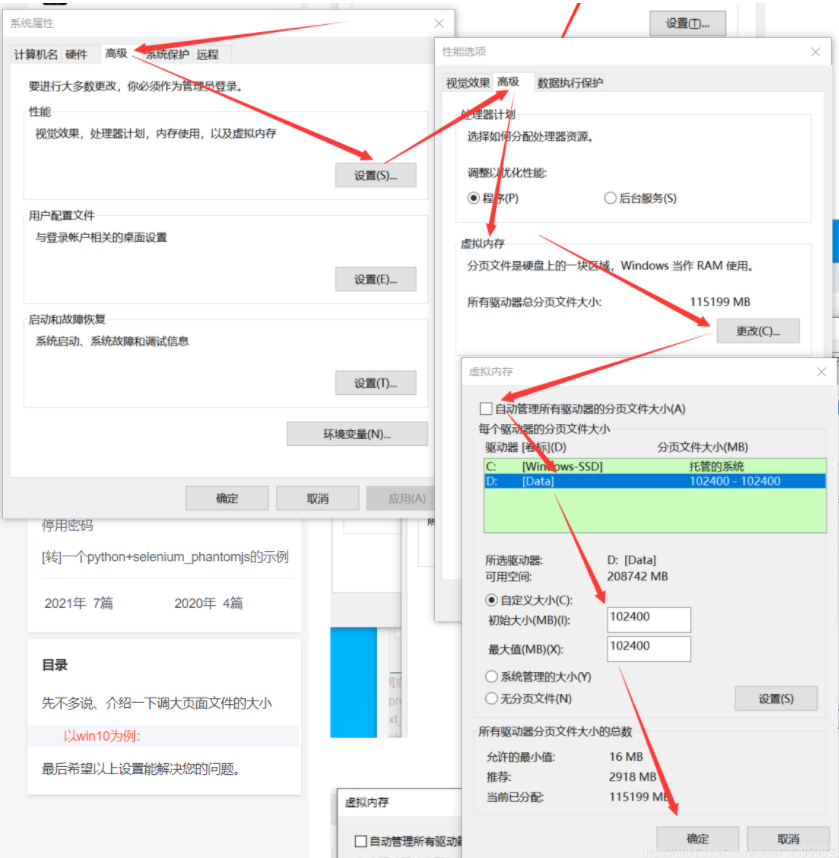 系统属性
计算机名 硬件 高级 系统保护 远程
要进行大多数更改，你必须作为管理员登录。
性能
视觉效果，处理器计划，内存使用，以及虚拟内存
设置(S)...
用户配置文件
与登录帐户相关的桌面设置
设置(E)...
启动和故障恢复
系统启动、系统故障和调试信息
设置(T)...
环境变量(N)...
确定 取消 应用(A)
停用密码
[转]一个python+selenium_phantomjs的示例
2021年 7篇 2020年 4篇
目录
先不多说、介绍一下调大页面文件的大小
以win10为例:
最后希望以上设置能解决您的问题。
设置(T)...
性能选项
视觉效果 高级 数据执行保护
处理器计划
选择如何分配处理器资源。
调整以优化性能:
程序(P) 后台服务(S)
虚拟内存
分页文件是硬盘上的一块区域，Windows 当作 RAM 使用。
所有驱动器总分页文件大小: 115199 MB
更改(C)...
虚拟内存
自动管理所有驱动器的分页文件大小(A)
每个驱动器的分页文件大小
驱动器 [卷标](D) 分页文件大小(MB)
C: [Windows-SSD] 托管的系统
D: [Data] 102400 - 102400
所选驱动器: D: [Data]
可用空间: 208742 MB
自定义大小(C):
初始大小(MB)(I): 102400
最大值(MB)(X): 102400
系统管理的大小(Y)
无分页文件(N) 设置(S)
所有驱动器分页文件大小的总数
允许的最小值: 16 MB
推荐: 2918 MB
当前已分配: 115199 MB
确定 取消
虚拟内存
自动管理所有驱动